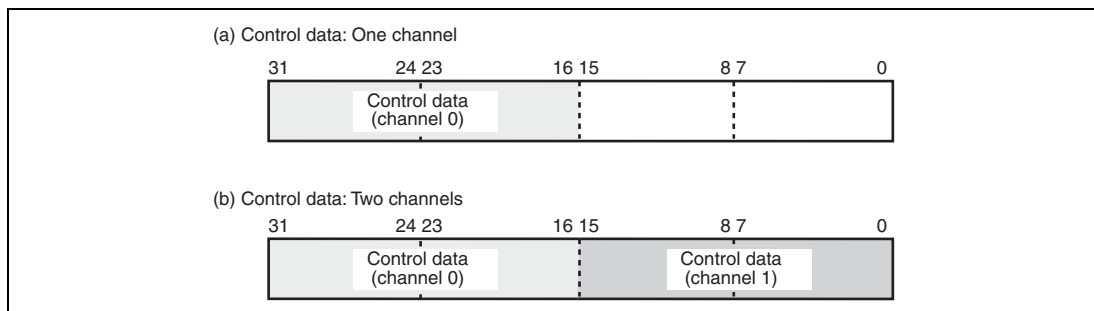 (a) Control data: One channel
31 24 23 16 15 8 7 0
Control data
(channel 0)
(b) Control data: Two channels
31 24 23 16 15 8 7 0
Control data
(channel 0)
Control data
(channel 1)